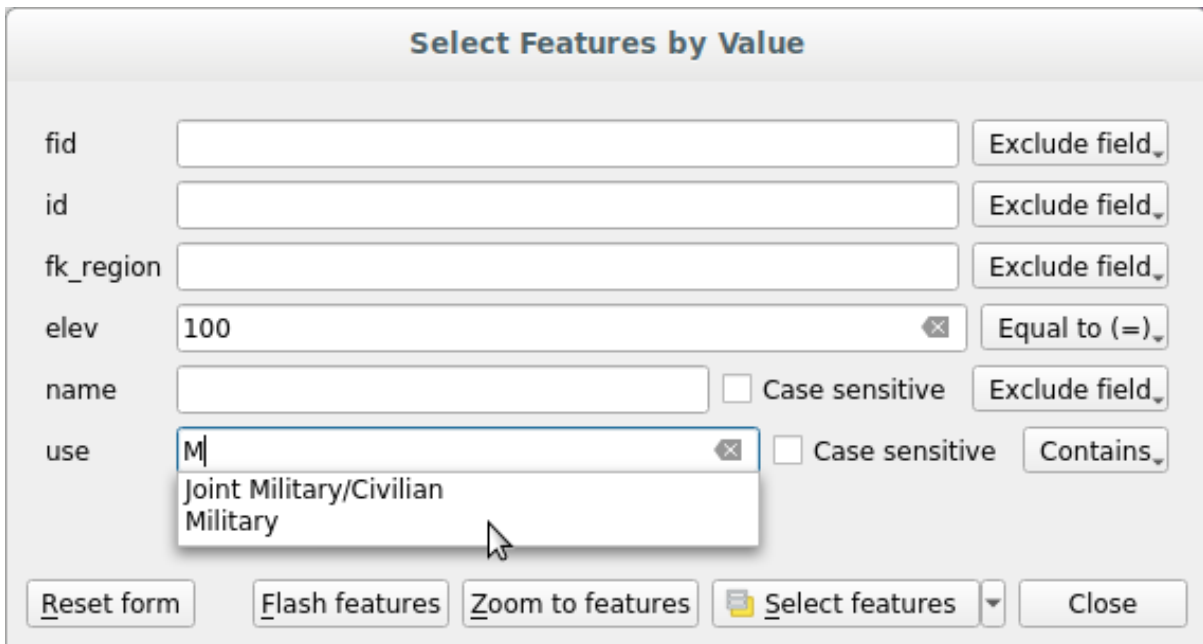 Select Features by Value
fid Exclude field
id Exclude field
fk_region Exclude field
elev 100 Equal to (=)
name Case sensitive Exclude field
use M Case sensitive Contains
Joint Military/Civilian
Military
Reset form Flash features Zoom to features Select features Close